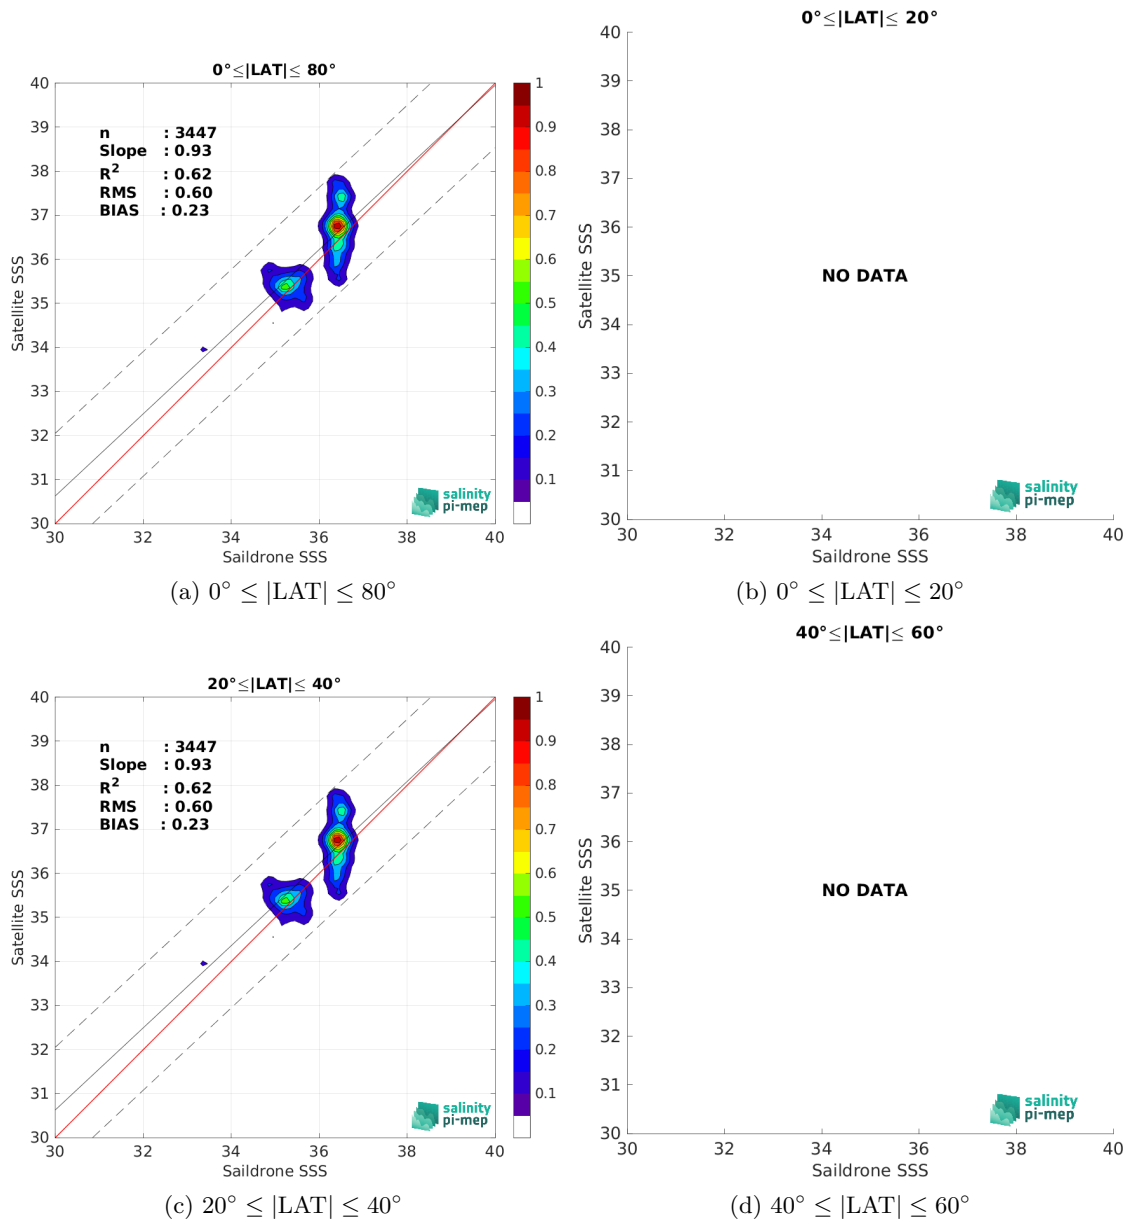 0°≤|LAT|≤ 80°
40
39
38
37
36
35
34
33
32
31
30
Satellite SSS
n : 3447
Slope : 0.93
R2 : 0.62
RMS : 0.60
BIAS : 0.23
1
0.9
0.8
0.7
0.6
0.5
0.4
0.3
0.2
0.1
salinity
pi-mep
30 32 34 36 38 40
Saildrone SSS
(a) 0° ≤ |LAT| ≤ 80°
0°≤|LAT|≤ 20°
40
39
38
37
36
35
34
33
32
31
30
Satellite SSS
NO DATA
salinity
pi-mep
30 32 34 36 38 40
Saildrone SSS
(b) 0° ≤ |LAT| ≤ 20°
20°≤|LAT|≤ 40°
40
39
38
37
36
35
34
33
32
31
30
Satellite SSS
n : 3447
Slope : 0.93
R2 : 0.62
RMS : 0.60
BIAS : 0.23
1
0.9
0.8
0.7
0.6
0.5
0.4
0.3
0.2
0.1
salinity
pi-mep
30 32 34 36 38 40
Saildrone SSS
(c) 20° ≤ |LAT| ≤ 40°
40°≤|LAT|≤ 60°
40
39
38
37
36
35
34
33
32
31
30
Satellite SSS
NO DATA
salinity
pi-mep
30 32 34 36 38 40
Saildrone SSS
(d) 40° ≤ |LAT| ≤ 60°